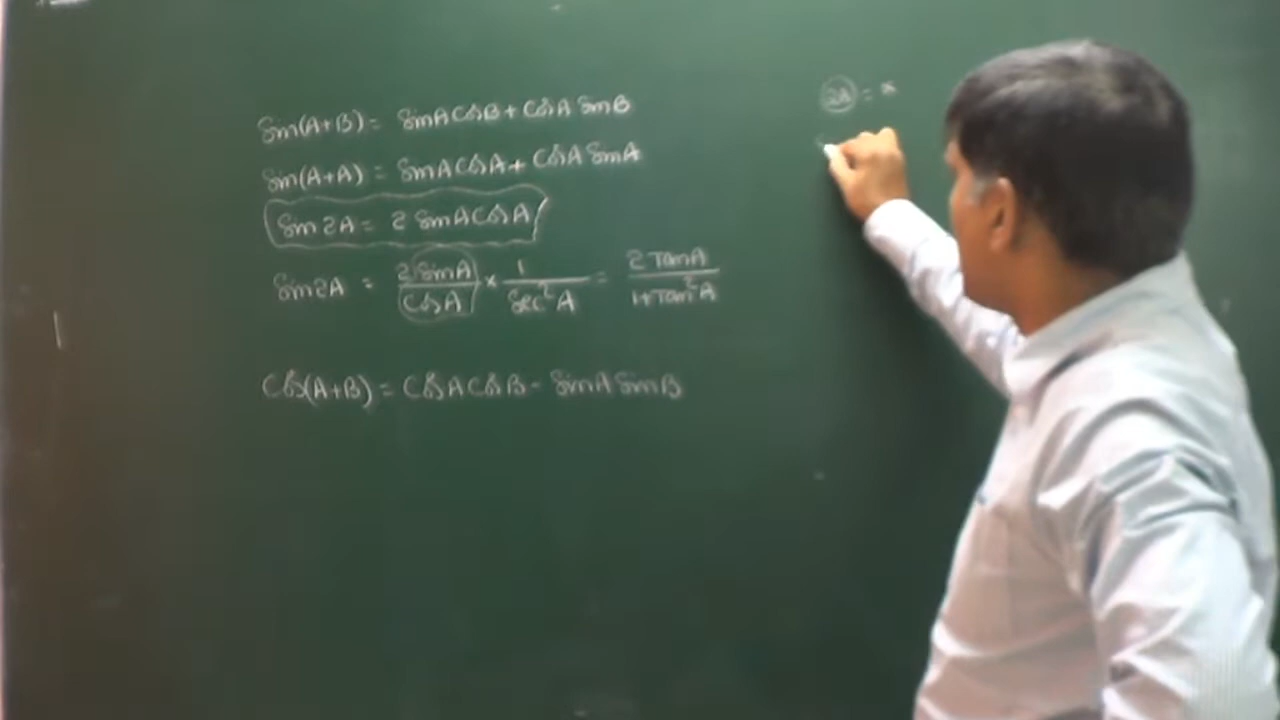 Sin(A+B) = SinA CosB + CosA SinB
Sin(A+A) = SinA CosA + CosA SinA
Sin 2A = 2 SinA CosA
Sin2A = 2 SinA / CosA × 1 / Sec²A = 2 TanA / 1+Tan²A
Cos(A+B) = CosA CosB - SinA SinB
2A = x